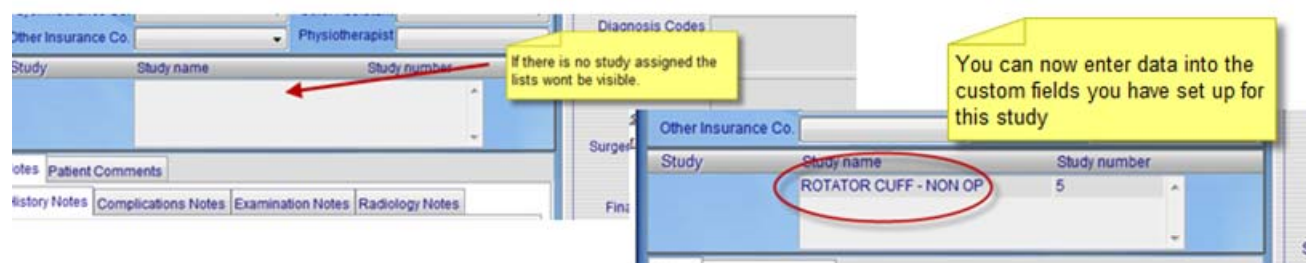 Other Insurance Co.
Physiotherapist
Study Study name Study number
If there is no study assigned the
lists wont be visible.
Notes Patient Comments
History Notes Complications Notes Examination Notes Radiology Notes
Diagnosis Codes
You can now enter data into the
custom fields you have set up for
this study
Other Insurance Co.
Study Study name Study number
ROTATOR CUFF - NON OP 5